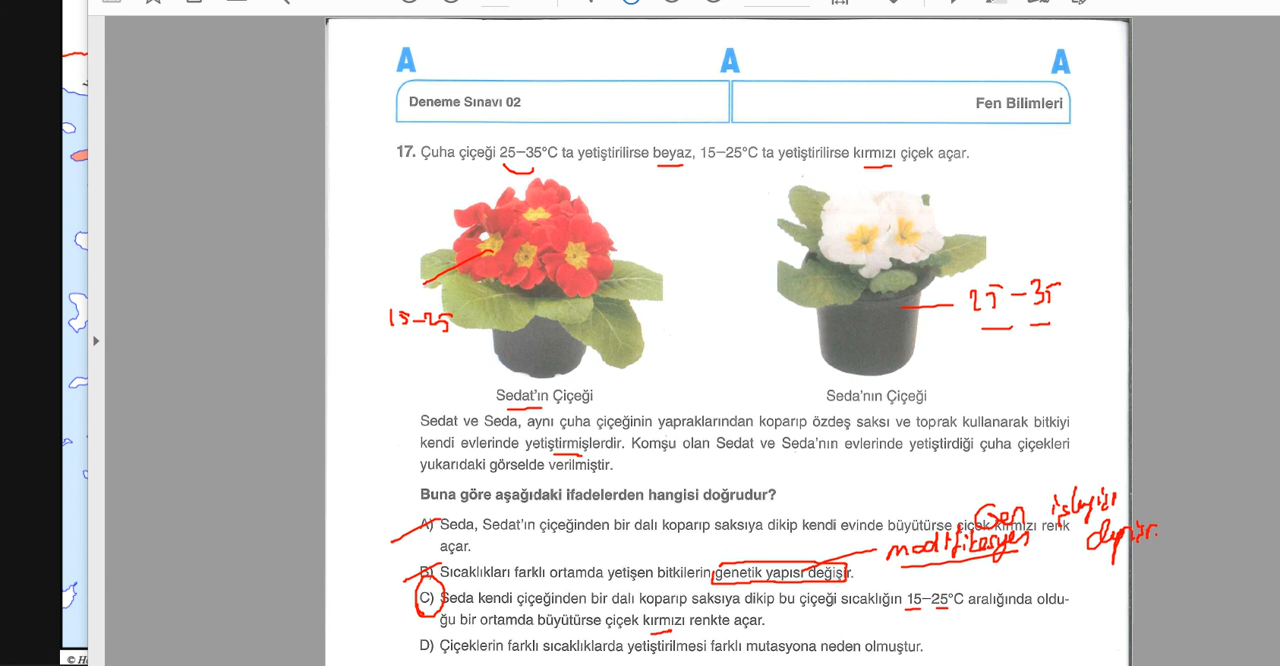 A A A
Deneme Sınavı 02 Fen Bilimleri
17. Çuha çiçeği 25–35°C ta yetiştirilirse beyaz, 15–25°C ta yetiştirilirse kırmızı çiçek açar.
15-25
25-35
Sedat’ın Çiçeği Seda’nın Çiçeği
Sedat ve Seda, aynı çuha çiçeğinin yapraklarından koparıp özdeş saksı ve toprak kullanarak bitkiyi
kendi evlerinde yetiştirmişlerdir. Komşu olan Sedat ve Seda’nın evlerinde yetiştirdiği çuha çiçekleri
yukarıdaki görselde verilmiştir.
Buna göre aşağıdaki ifadelerden hangisi doğrudur?
Gen işleyişi
A) Seda, Sedat’ın çiçeğinden bir dalı koparıp saksıya dikip kendi evinde büyütürse çiçek kırmızı renk
açar.
modifikasyon
B) Sıcaklıkları farklı ortamda yetişen bitkilerin genetik yapısı değişir.
C) Seda kendi çiçeğinden bir dalı koparıp saksıya dikip bu çiçeği sıcaklığın 15–25°C aralığında oldu-
ğu bir ortamda büyütürse çiçek kırmızı renkte açar.
D) Çiçeklerin farklı sıcaklıklarda yetiştirilmesi farklı mutasyona neden olmuştur.